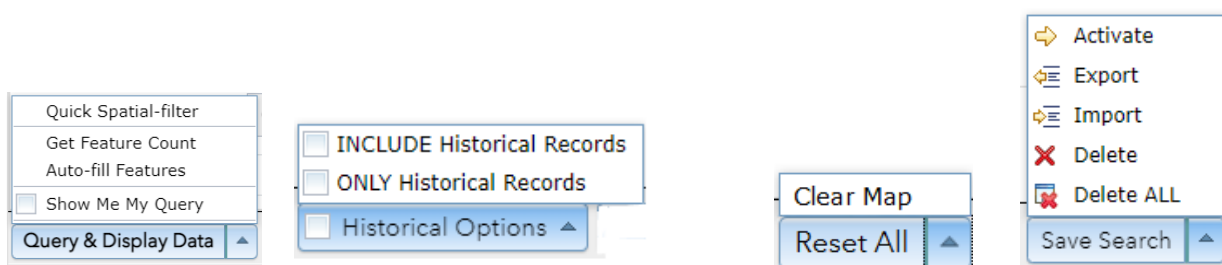 Quick Spatial-filter
Get Feature Count
Auto-fill Features
Show Me My Query
Query & Display Data
INCLUDE Historical Records
ONLY Historical Records
Historical Options
Clear Map
Reset All
Activate
Export
Import
Delete
Delete ALL
Save Search